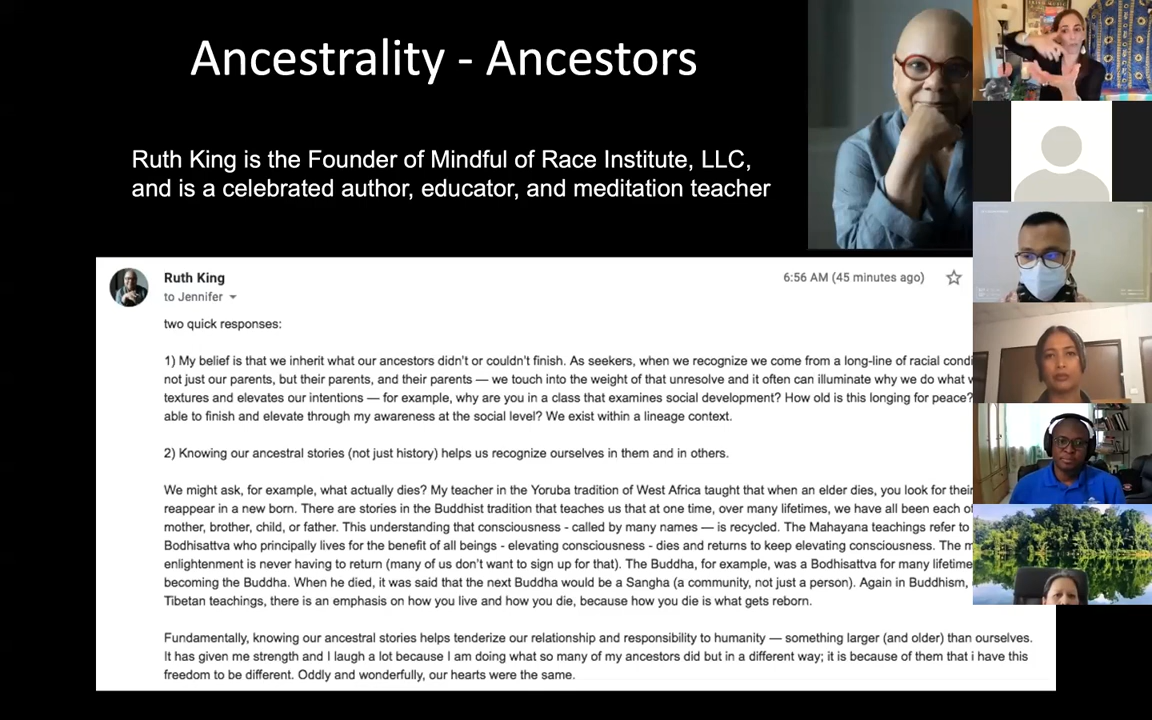 Ancestrality - Ancestors
Ruth King is the Founder of Mindful of Race Institute, LLC,
and is a celebrated author, educator, and meditation teacher
Ruth King
6:56 AM (45 minutes ago)
to Jennifer
two quick responses:
1) My belief is that we inherit what our ancestors didn't or couldn't finish. As seekers, when we recognize we come from a long-line of racial
not just our parents, but their parents, and their parents — we touch into the weight of that unresolve and it often can illuminate why we do what
textures and elevates our intentions — for example, why are you in a class that examines social development? How old is this longing for peace?
able to finish and elevate through my awareness at the social level? We exist within a lineage context.
2) Knowing our ancestral stories (not just history) helps us recognize ourselves in them and in others.
We might ask, for example, what actually dies? My teacher in the Yoruba tradition of West Africa taught that when an elder dies, you look for their
reappear in a new born. There are stories in the Buddhist tradition that teaches us that at one time, over many lifetimes, we have all been each
mother, brother, child, or father. This understanding that consciousness - called by many names — is recycled. The Mahayana teachings refer to
Bodhisattva who principally lives for the benefit of all beings - elevating consciousness - dies and returns to keep elevating consciousness. The
enlightenment is never having to return (many of us don't want to sign up for that). The Buddha, for example, was a Bodhisattva for many lifetime
becoming the Buddha. When he died, it was said that the next Buddha would be a Sangha (a community, not just a person). Again in Buddhism,
Tibetan teachings, there is an emphasis on how you live and how you die, because how you die is what gets reborn.
Fundamentally, knowing our ancestral stories helps tenderize our relationship and responsibility to humanity — something larger (and older) than ourselves.
It has given me strength and I laugh a lot because I am doing what so many of my ancestors did but in a different way; it is because of them that i have this
freedom to be different. Oddly and wonderfully, our hearts were the same.